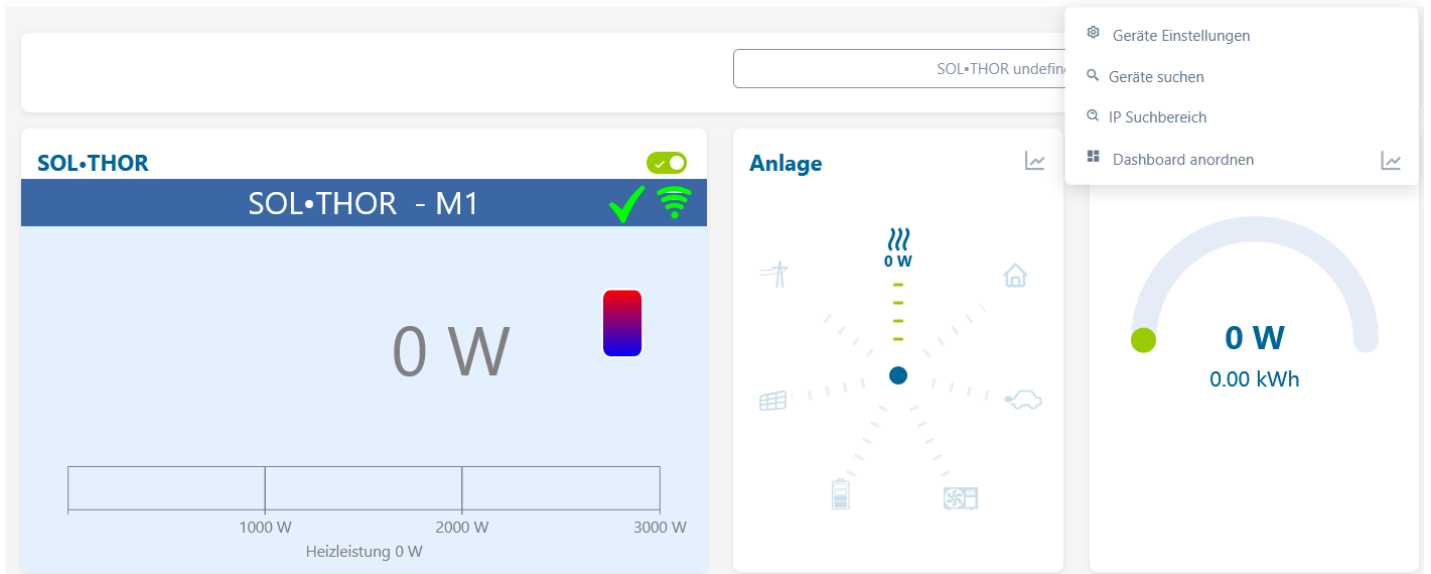 SOL•THOR undefin
Geräte Einstellungen
Geräte suchen
IP Suchbereich
Dashboard anordnen
SOL•THOR
SOL•THOR - M1
0 W
1000 W
2000 W
3000 W
Heizleistung 0 W
Anlage
0 W
0 W
0.00 kWh